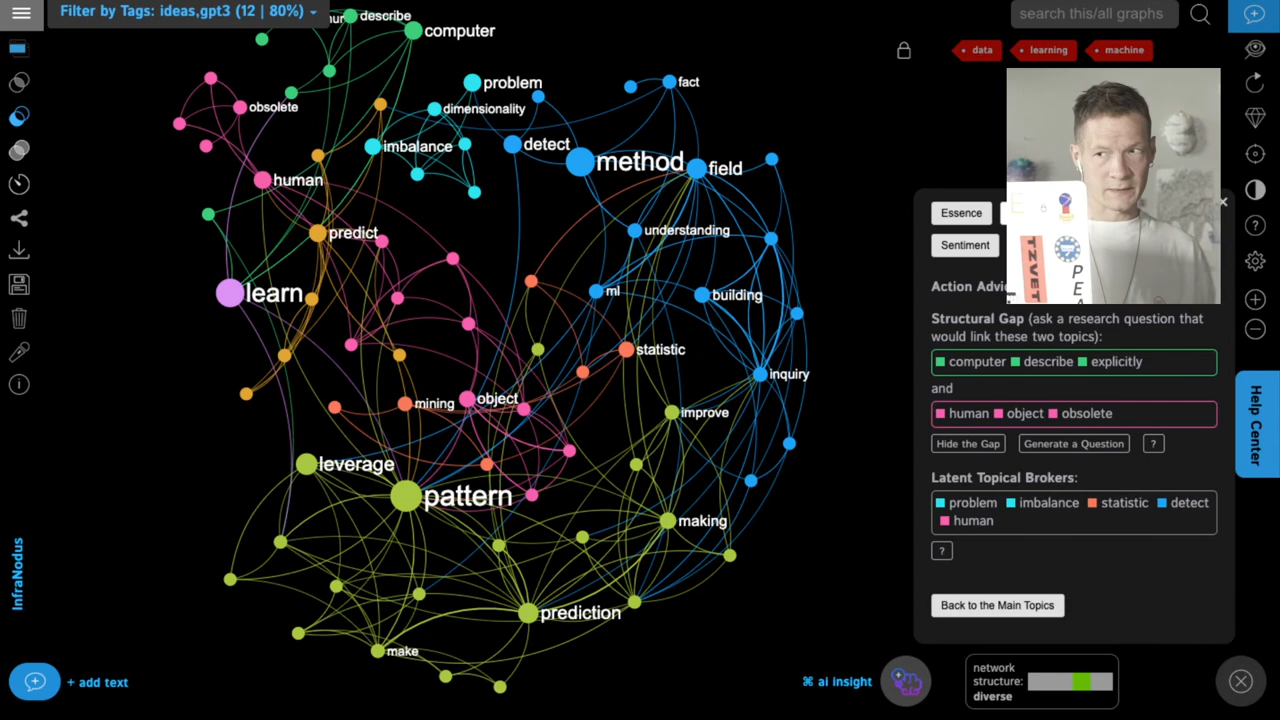 Filter by Tags: ideas,gpt3 (12 | 80%)
search this/all graphs
data
learning
machine
describe
computer
problem
dimensionality
fact
obsolete
imbalance
detect
method
field
human
understanding
predict
learn
ml
building
statistic
inquiry
mining
object
improve
leverage
pattern
making
prediction
make
Essence
Sentiment
Structural Gap (ask a research question that
would link these two topics):
computer describe explicitly
and
human object obsolete
Hide the Gap Generate a Question ?
Latent Topical Brokers:
problem imbalance statistic detect
human
?
Back to the Main Topics
TZVET
P
E
Help Center
InfraNodus
+ add text
⌘ ai insight
network
structure:
diverse